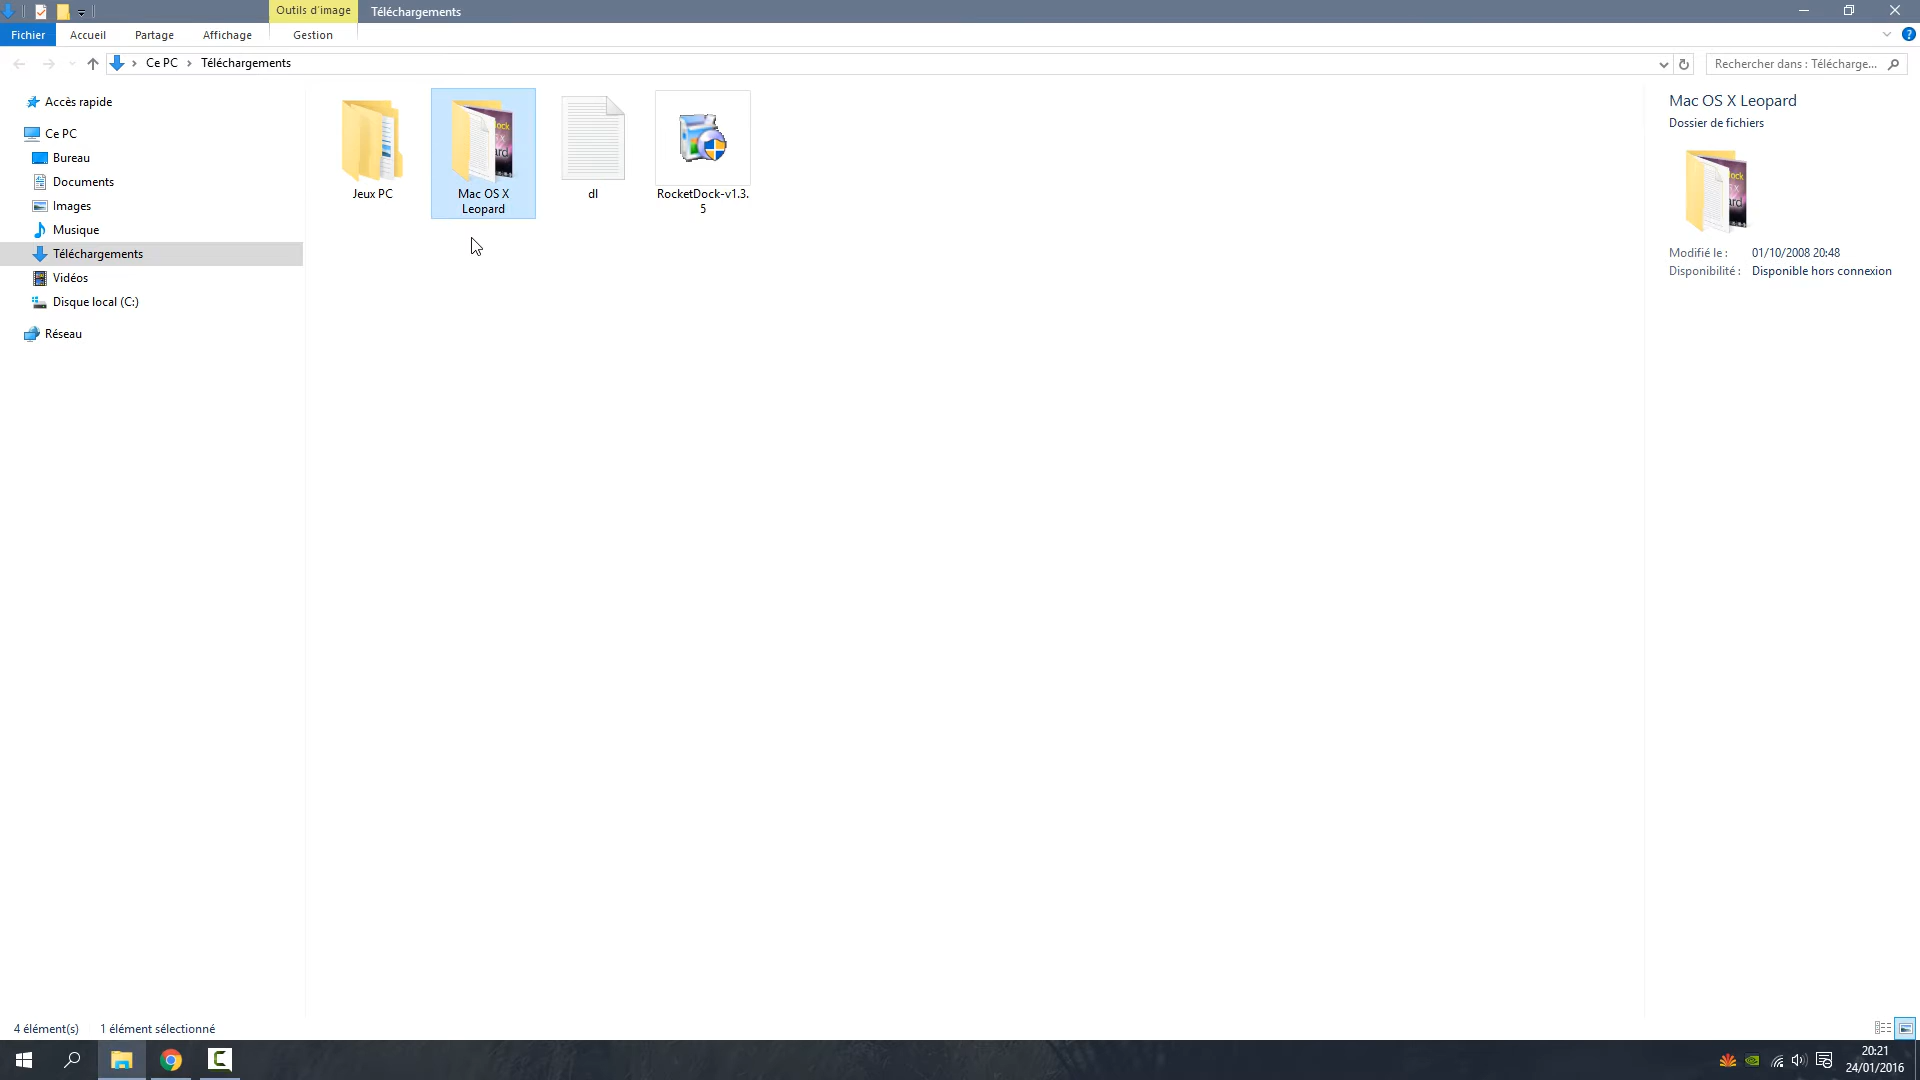 Outils d'image
Téléchargements
Fichier
Accueil
Partage
Affichage
Gestion
Ce PC
Téléchargements
Rechercher dans : Télécharge...
Accès rapide
Ce PC
Bureau
Documents
Images
Musique
Téléchargements
Vidéos
Disque local (C:)
Réseau
Jeux PC
Mac OS X
Leopard
dl
RocketDock-v1.3.
5
Mac OS X Leopard
Dossier de fichiers
Modifié le : 01/10/2008 20:48
Disponibilité : Disponible hors connexion
4 élément(s)
1 élément sélectionné
20:21
24/01/2016